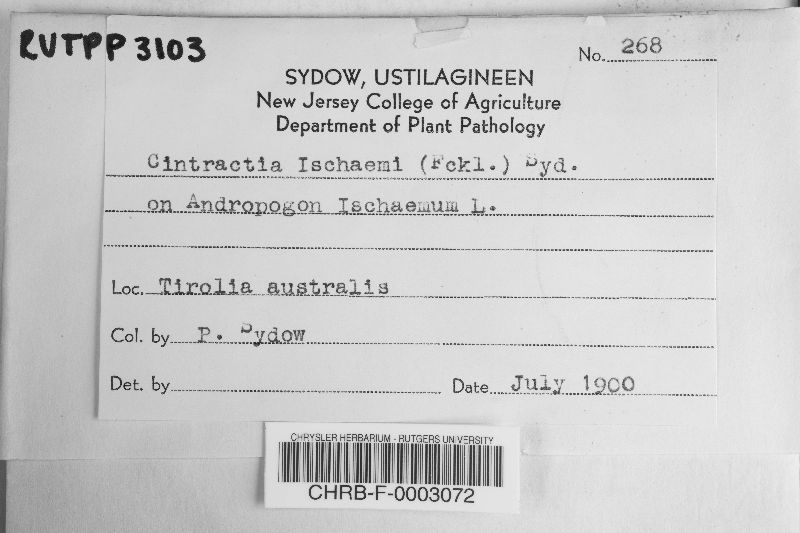 RUTPP 3103
No. 268
SYDOW, USTILAGINEEN
New Jersey College of Agriculture
Department of Plant Pathology
Cintractia Ischaemi (Fckl.) Syd.
on Andropogon Ischaemum L.
Loc. Tirolia australis
Col. by P. Sydow
Det. by Date July 1900
CHRYSLER HERBARIUM - RUTGERS UNIVERSITY
CHRB-F-0003072